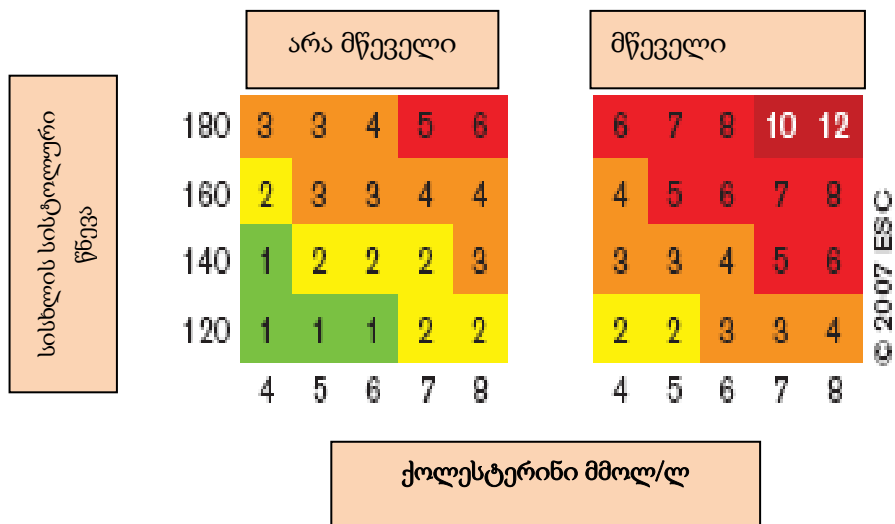 არა მწეველი
მწეველი
სისხლის სისტოლური
წნევა
180 3 3 4 5 6 6 7 8 10 12
160 2 3 3 4 4 4 5 6 7 8
140 1 2 2 2 3 3 3 4 5 6
120 1 1 1 2 2 2 2 3 3 4
4 5 6 7 8 4 5 6 7 8
© 2007 ESC
ქოლესტერინი მმოლ/ლ